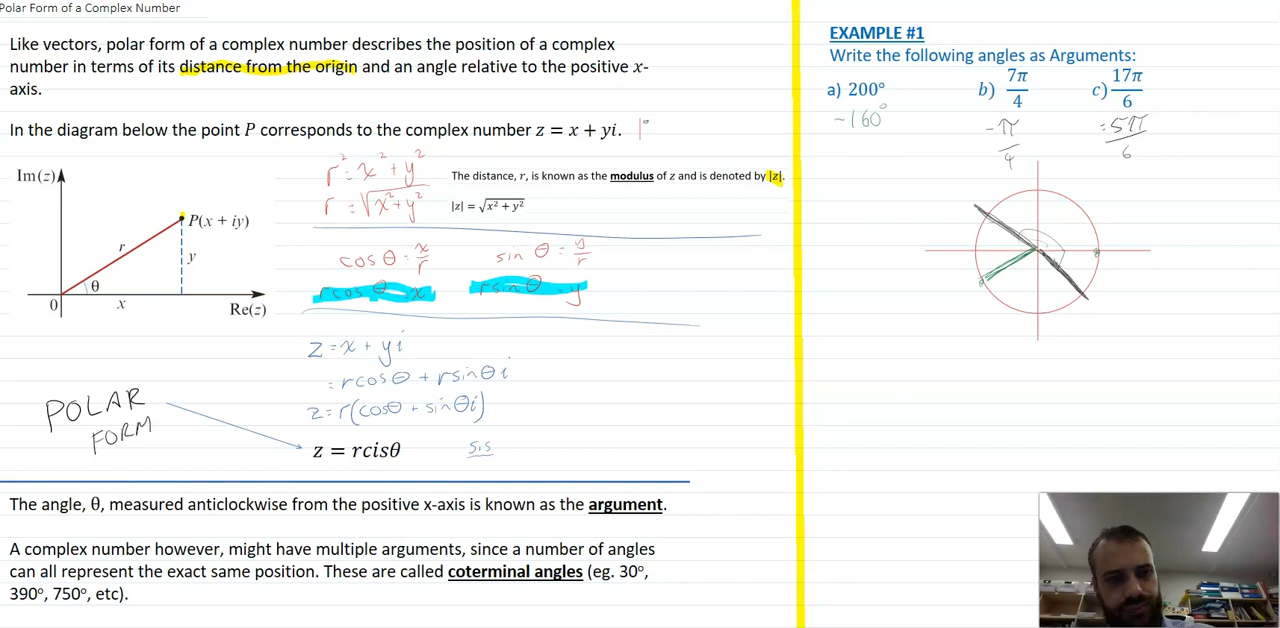 Polar Form of a Complex Number
Like vectors, polar form of a complex number describes the position of a complex
number in terms of its distance from the origin and an angle relative to the positive x-
axis.
In the diagram below the point P corresponds to the complex number z = x + yi.
Im(z)
P(x + iy)
r
y
θ
0
x
Re(z)
r² = x² + y²
r = √x² + y²
The distance, r, is known as the modulus of z and is denoted by |z|.
|z| = √x² + y²
cos θ = x/r
sin θ = y/r
rcos θ = x
rsin θ = y
z = x + yi
= rcosθ + rsinθi
z = r(cosθ + sinθi)
POLAR
FORM
z = rcisθ
sis
The angle, θ, measured anticlockwise from the positive x-axis is known as the argument.
A complex number however, might have multiple arguments, since a number of angles
can all represent the exact same position. These are called coterminal angles (eg. 30°,
390°, 750°, etc).
EXAMPLE #1
Write the following angles as Arguments:
a) 200°
b) 7π/4
c) 17π/6
-160°
-π/4
= 5π/6